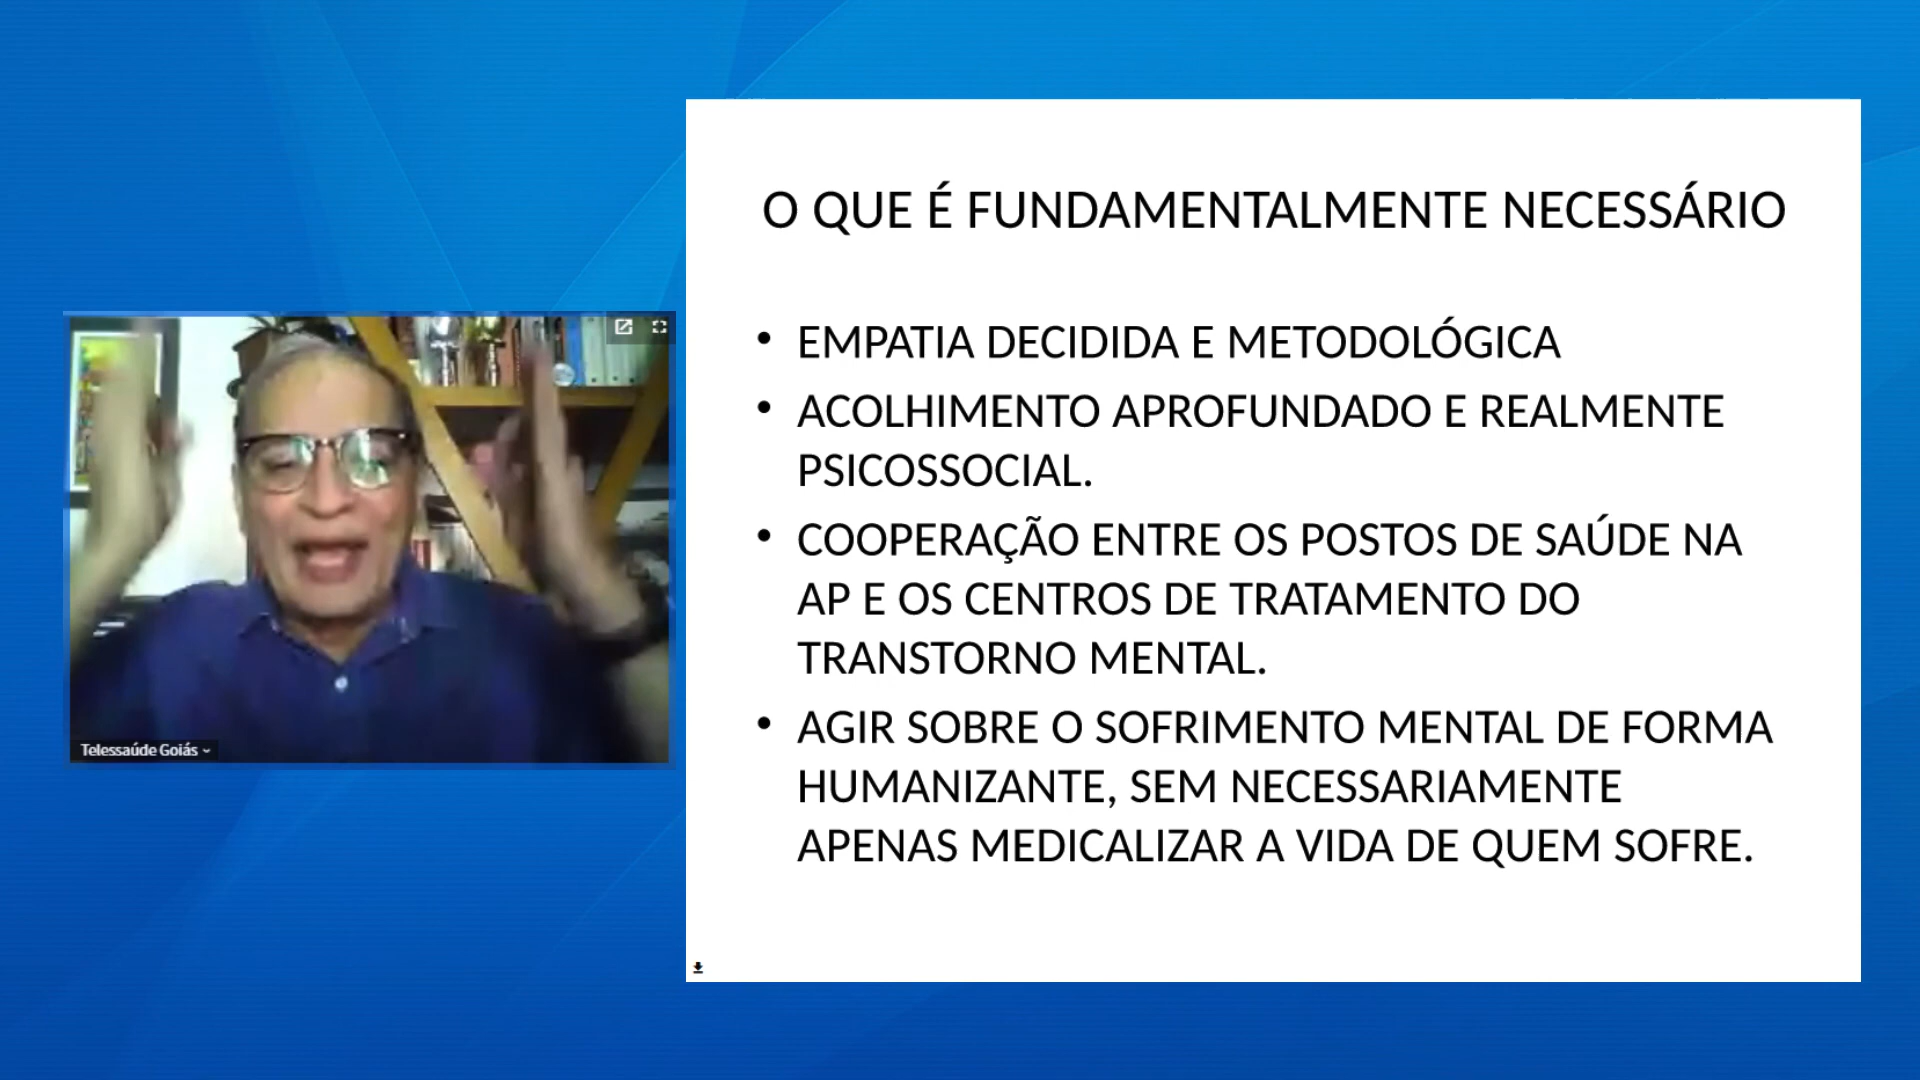 O QUE É FUNDAMENTALMENTE NECESSÁRIO
• EMPATIA DECIDIDA E METODOLÓGICA
• ACOLHIMENTO APROFUNDADO E REALMENTE
PSICOSSOCIAL.
• COOPERAÇÃO ENTRE OS POSTOS DE SAÚDE NA
AP E OS CENTROS DE TRATAMENTO DO
TRANSTORNO MENTAL.
• AGIR SOBRE O SOFRIMENTO MENTAL DE FORMA
HUMANIZANTE, SEM NECESSARIAMENTE
APENAS MEDICALIZAR A VIDA DE QUEM SOFRE.
Telessaúde Goiás